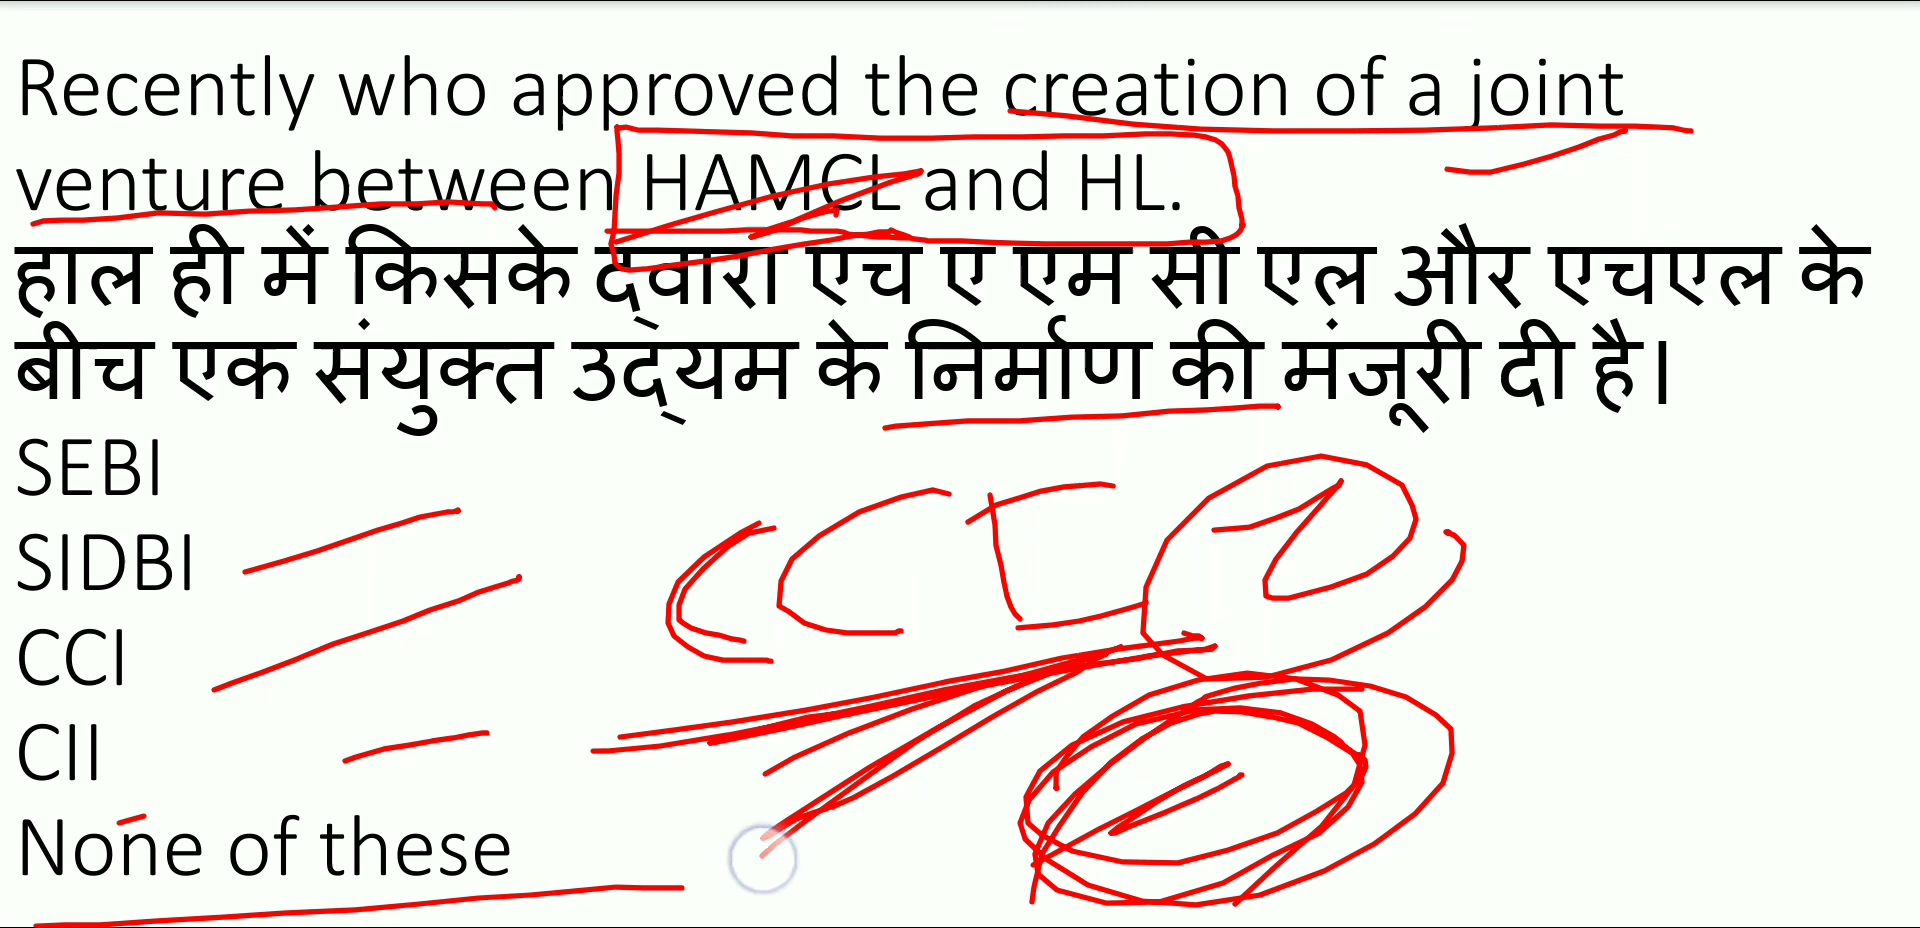 Recently who approved the creation of a joint
venture between HAMCL and HL.
हाल ही में किसके द्वारा एच ए एम सी एल और एचएल के
बीच एक संयुक्त उद्यम के निर्माण की मंजूरी दी है।
SEBI
SIDBI
CCI
CII
None of these